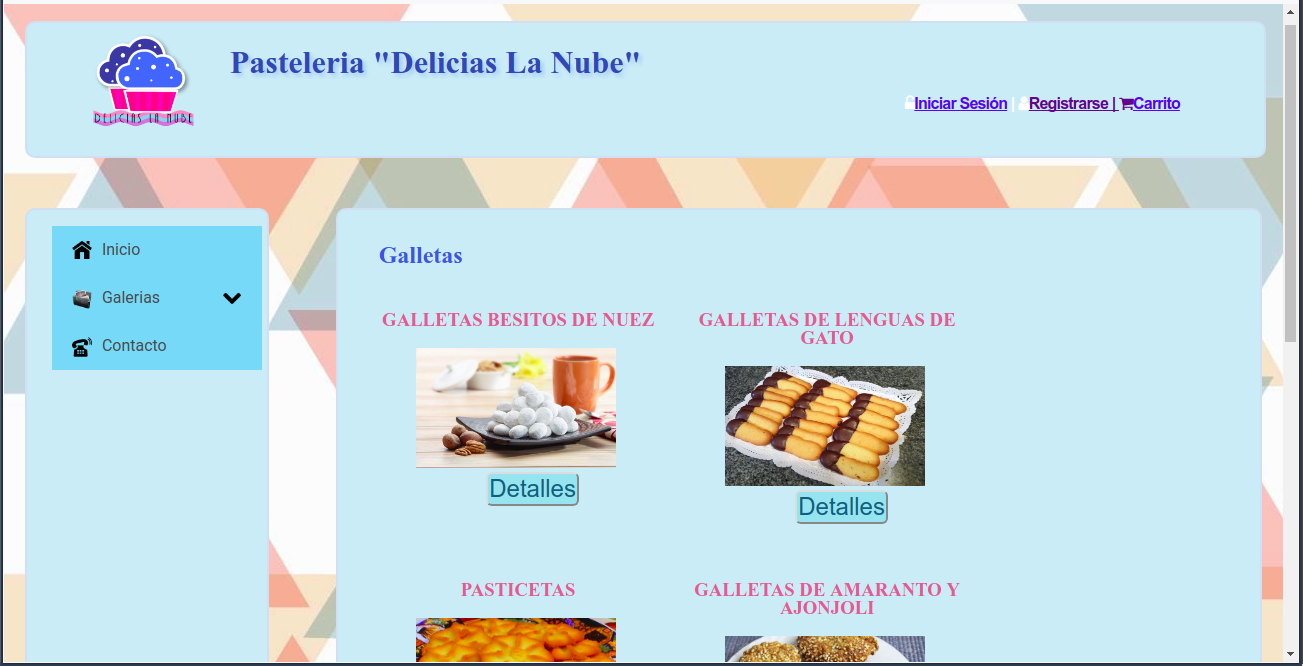 Pasteleria "Delicias La Nube"
DELICIAS LA NUBE
Iniciar Sesión | Registrarse | Carrito
Inicio
Galerias
Contacto
Galletas
GALLETAS BESITOS DE NUEZ
Detalles
GALLETAS DE LENGUAS DE
GATO
Detalles
PASTICETAS
GALLETAS DE AMARANTO Y
AJONJOLI